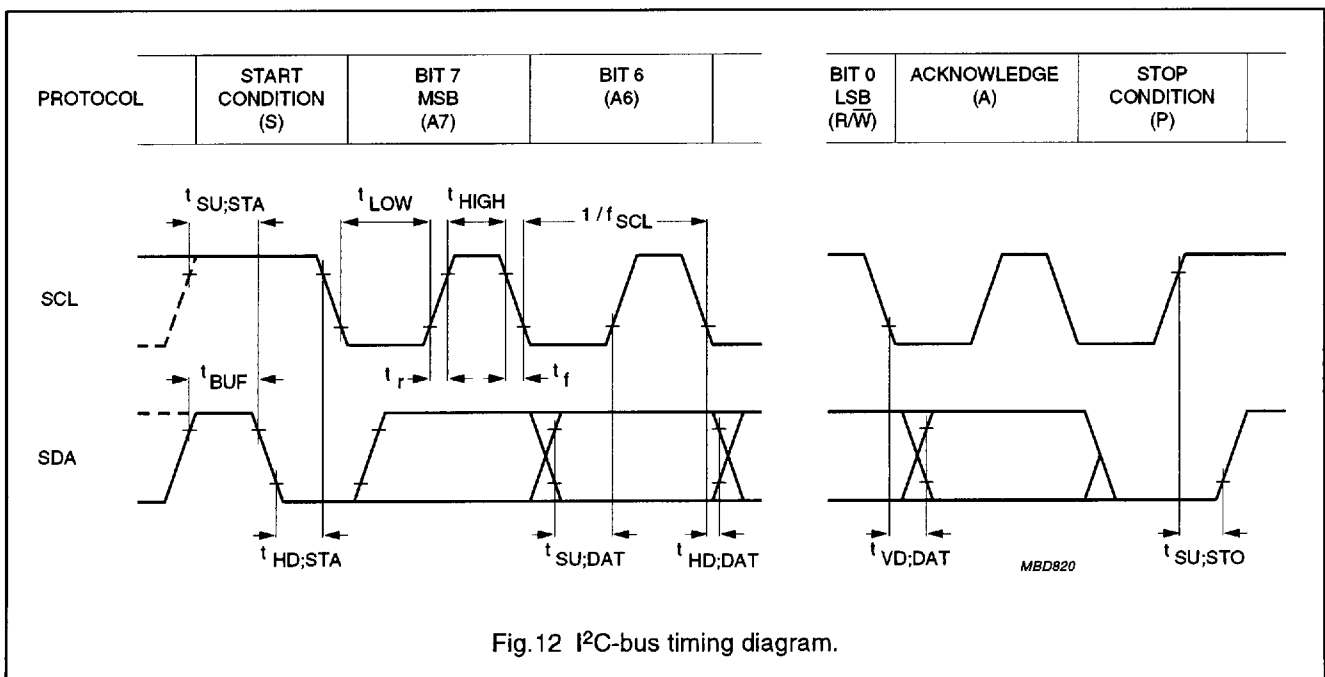 PROTOCOL
START CONDITION (S)
BIT 7 MSB (A7)
BIT 6 (A6)
BIT 0 LSB (R/W̅)
ACKNOWLEDGE (A)
STOP CONDITION (P)
t SU;STA
t LOW
t HIGH
1 / f SCL
SCL
t BUF
t r
t f
SDA
t HD;STA
t SU;DAT
t HD;DAT
t VD;DAT
MBD820
t SU;STO
Fig.12 I²C-bus timing diagram.